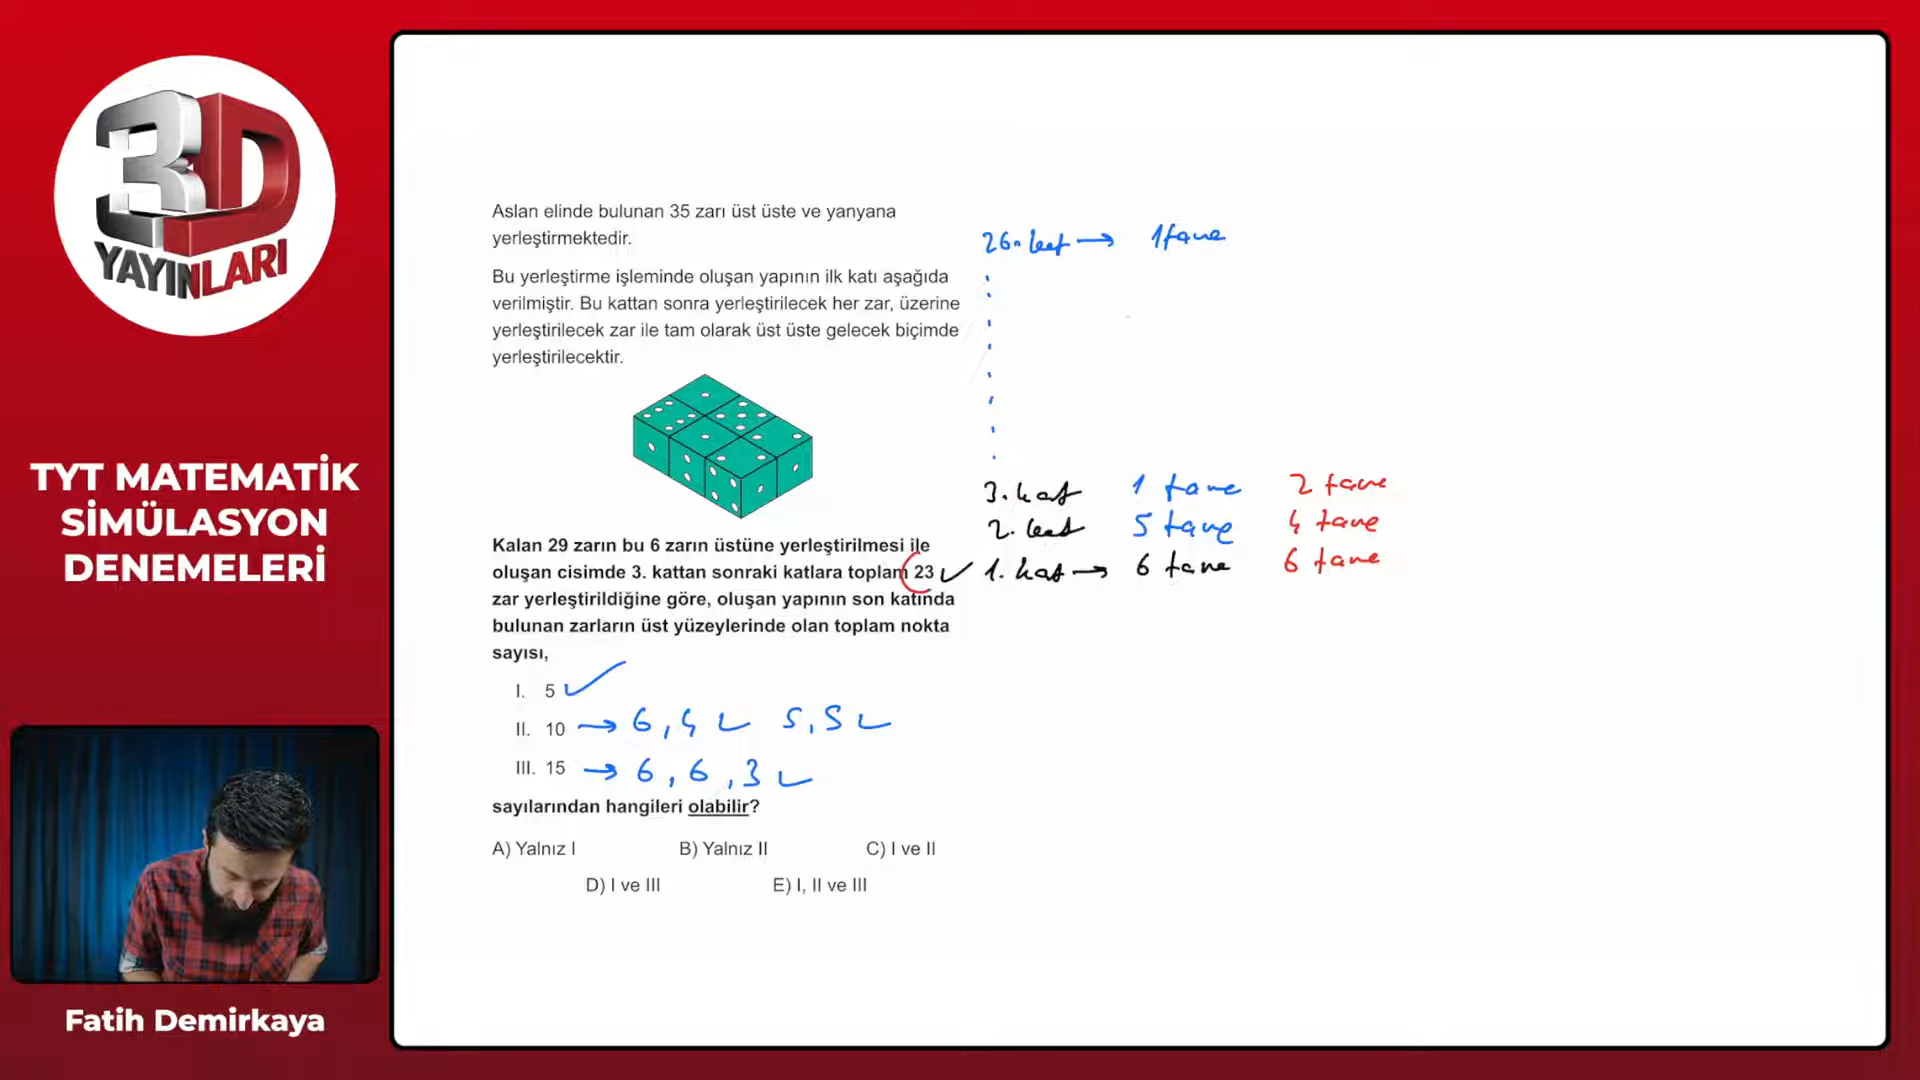 3D
YAYINLARI
TYT MATEMATİK
SİMÜLASYON
DENEMELERİ
Fatih Demirkaya
Aslan elinde bulunan 35 zarı üst üste ve yanyana
yerleştirmektedir.
Bu yerleştirme işleminde oluşan yapının ilk katı aşağıda
verilmiştir. Bu kattan sonra yerleştirilecek her zar, üzerine
yerleştirilecek zar ile tam olarak üst üste gelecek biçimde
yerleştirilecektir.
Kalan 29 zarın bu 6 zarın üstüne yerleştirilmesi ile
oluşan cisimde 3. kattan sonraki katlara toplam 23
zar yerleştirildiğine göre, oluşan yapının son katında
bulunan zarların üst yüzeylerinde olan toplam nokta
sayısı,
I. 5 ✓
II. 10 → 6, 4 ✓ 5, 5 ✓
III. 15 → 6, 6, 3 ✓
sayılarından hangileri olabilir?
A) Yalnız I B) Yalnız II C) I ve II
D) I ve III E) I, II ve III
26. kat → 1 tane
3. kat 1 tane 2 tane
2. kat 5 tane 4 tane
✓ 1. kat → 6 tane 6 tane